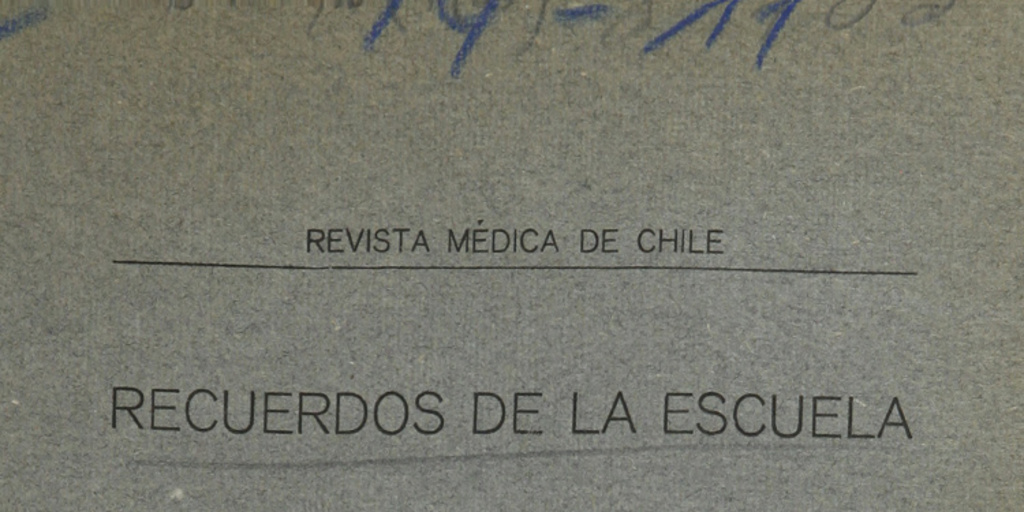 REVISTA MÉDICA DE CHILE
RECUERDOS DE LA ESCUELA